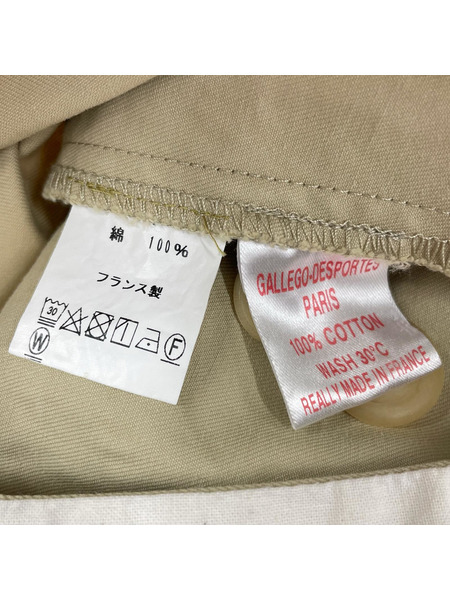 綿 100%
フランス製
30
F
W
GALLEGO-DESPORTES
PARIS
100% COTTON
WASH 30°C
REALLY MADE IN FRANCE